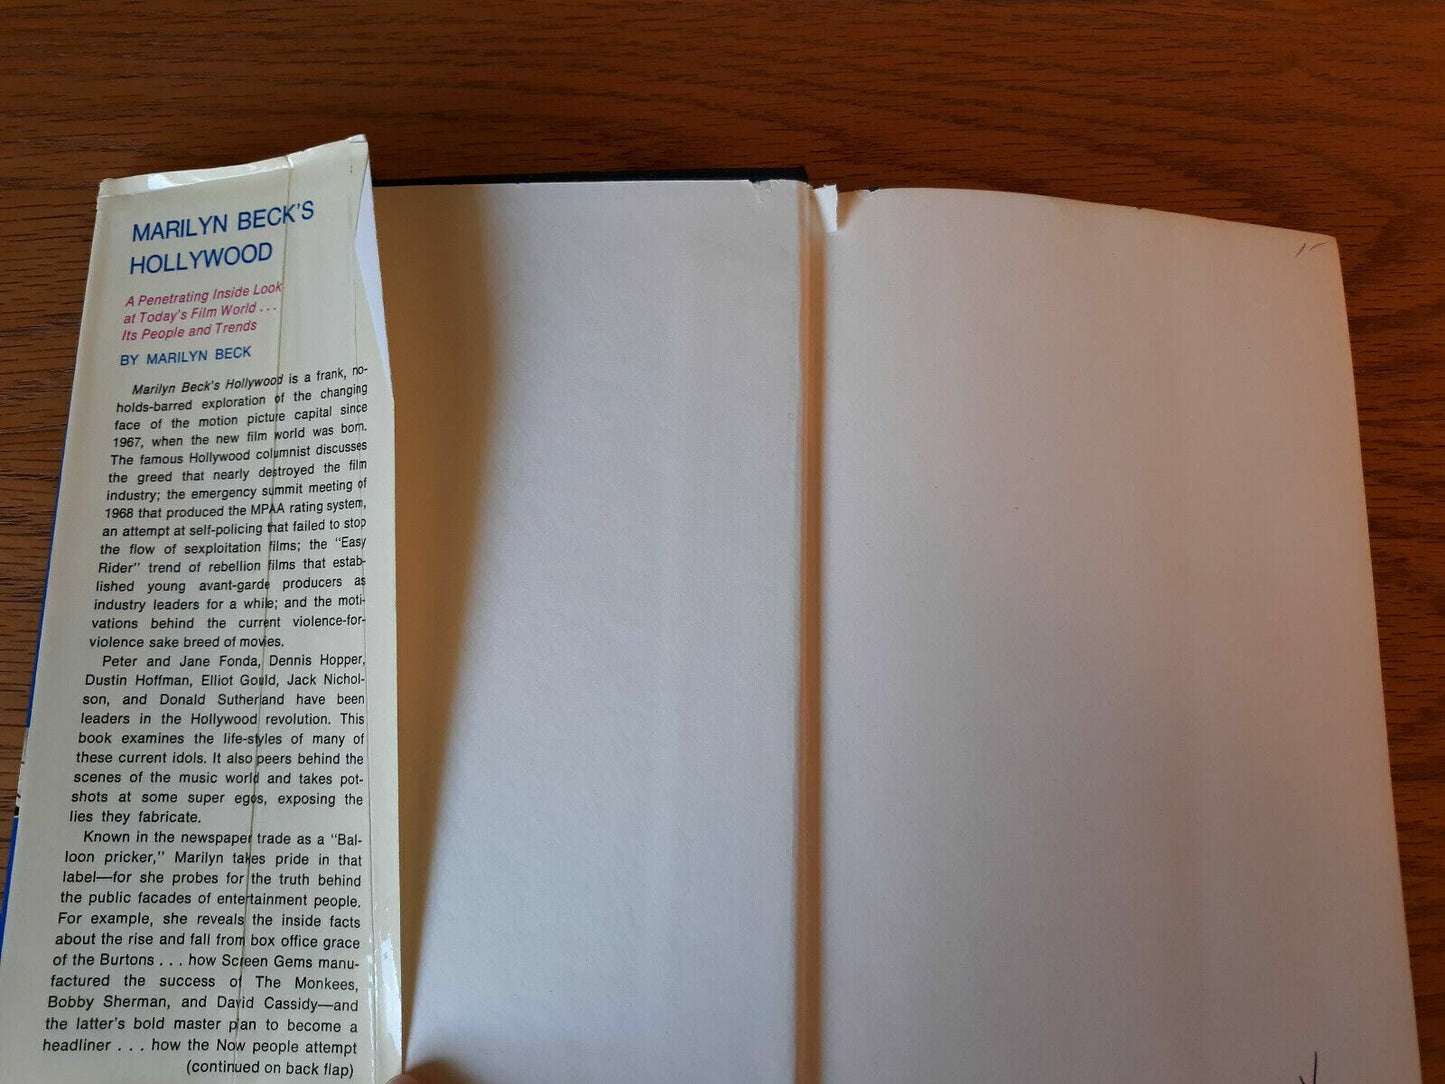 MARILYN BECK'S
HOLLYWOOD
A Penetrating Inside Look
at Today's Film World . . .
Its People and Trends
BY MARILYN BECK
Marilyn Beck's Hollywood is a frank, no-
holds-barred exploration of the changing
face of the motion picture capital since
1967, when the new film world was born.
The famous Hollywood columnist discusses
the greed that nearly destroyed the film
industry; the emergency summit meeting of
1968 that produced the MPAA rating system,
an attempt at self-policing that failed to stop
the flow of sexploitation films; the "Easy
Rider" trend of rebellion films that estab-
lished young avant-garde producers as
industry leaders for a while; and the moti-
vations behind the current violence-for-
violence sake breed of movies.
Peter and Jane Fonda, Dennis Hopper,
Dustin Hoffman, Elliot Gould, Jack Nichol-
son, and Donald Sutherland have been
leaders in the Hollywood revolution. This
book examines the life-styles of many of
these current idols. It also peers behind the
scenes of the music world and takes pot-
shots at some super egos, exposing the
lies they fabricate.
Known in the newspaper trade as a "Bal-
loon pricker," Marilyn takes pride in that
label—for she probes for the truth behind
the public facades of entertainment people.
For example, she reveals the inside facts
about the rise and fall from box office grace
of the Burtons . . . how Screen Gems manu-
factured the success of The Monkees,
Bobby Sherman, and David Cassidy—and
the latter's bold master plan to become a
headliner . . . how the Now people attempt
(continued on back flap)